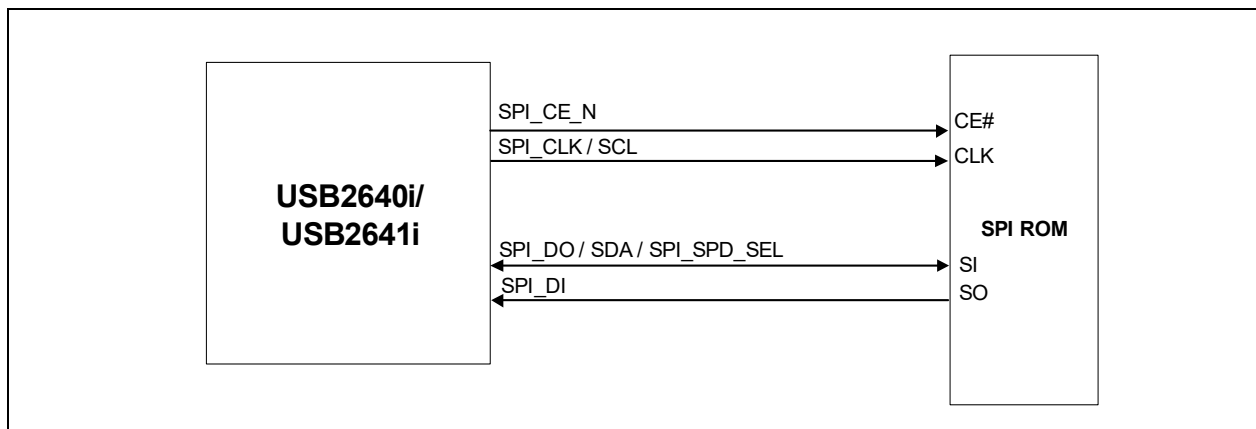 SPI_CE_N
CE#
SPI_CLK / SCL
CLK
USB2640i/
USB2641i
SPI ROM
SPI_DO / SDA / SPI_SPD_SEL
SI
SPI_DI
SO